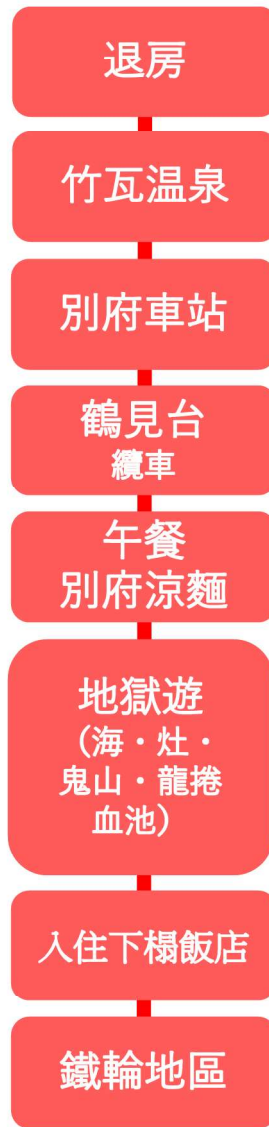 退房
竹瓦温泉
別府車站
鶴見台
纜車
午餐
別府涼麵
地獄遊
（海・灶・
鬼山・龍捲
血池）
入住下榻飯店
鐵輪地區